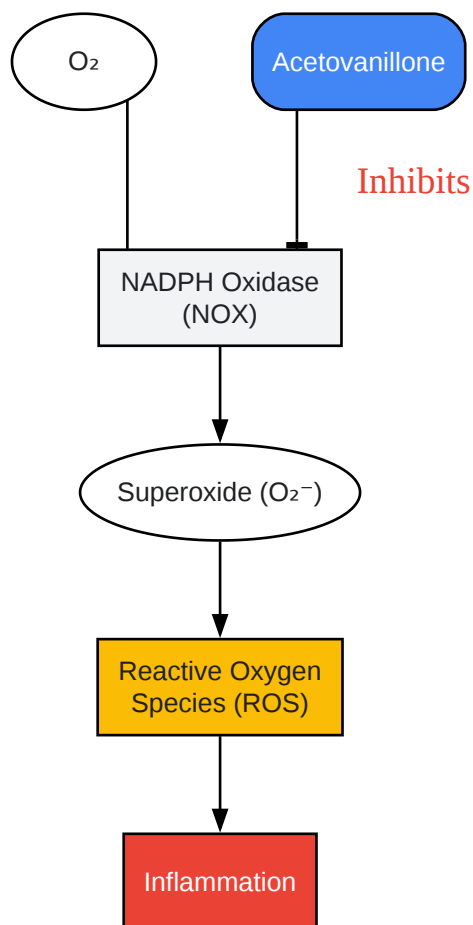 O₂
Acetovanillone
Inhibits
NADPH Oxidase
(NOX)
Superoxide (O₂⁻)
Reactive Oxygen
Species (ROS)
Inflammation